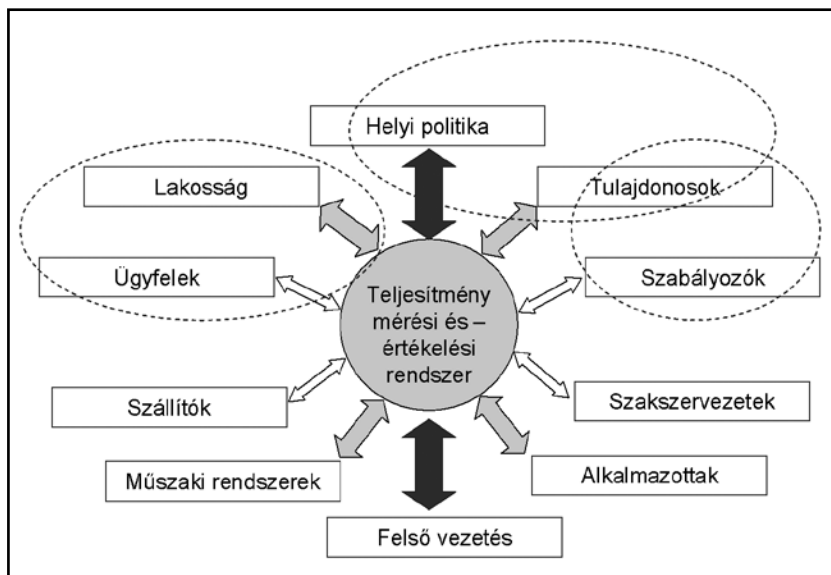 Helyi politika
Lakosság
Tulajdonosok
Ügyfelek
Szabályozók
Teljesítmény
mérési és –
értékelési
rendszer
Szállítók
Szakszervezetek
Műszaki rendszerek
Alkalmazottak
Felső vezetés